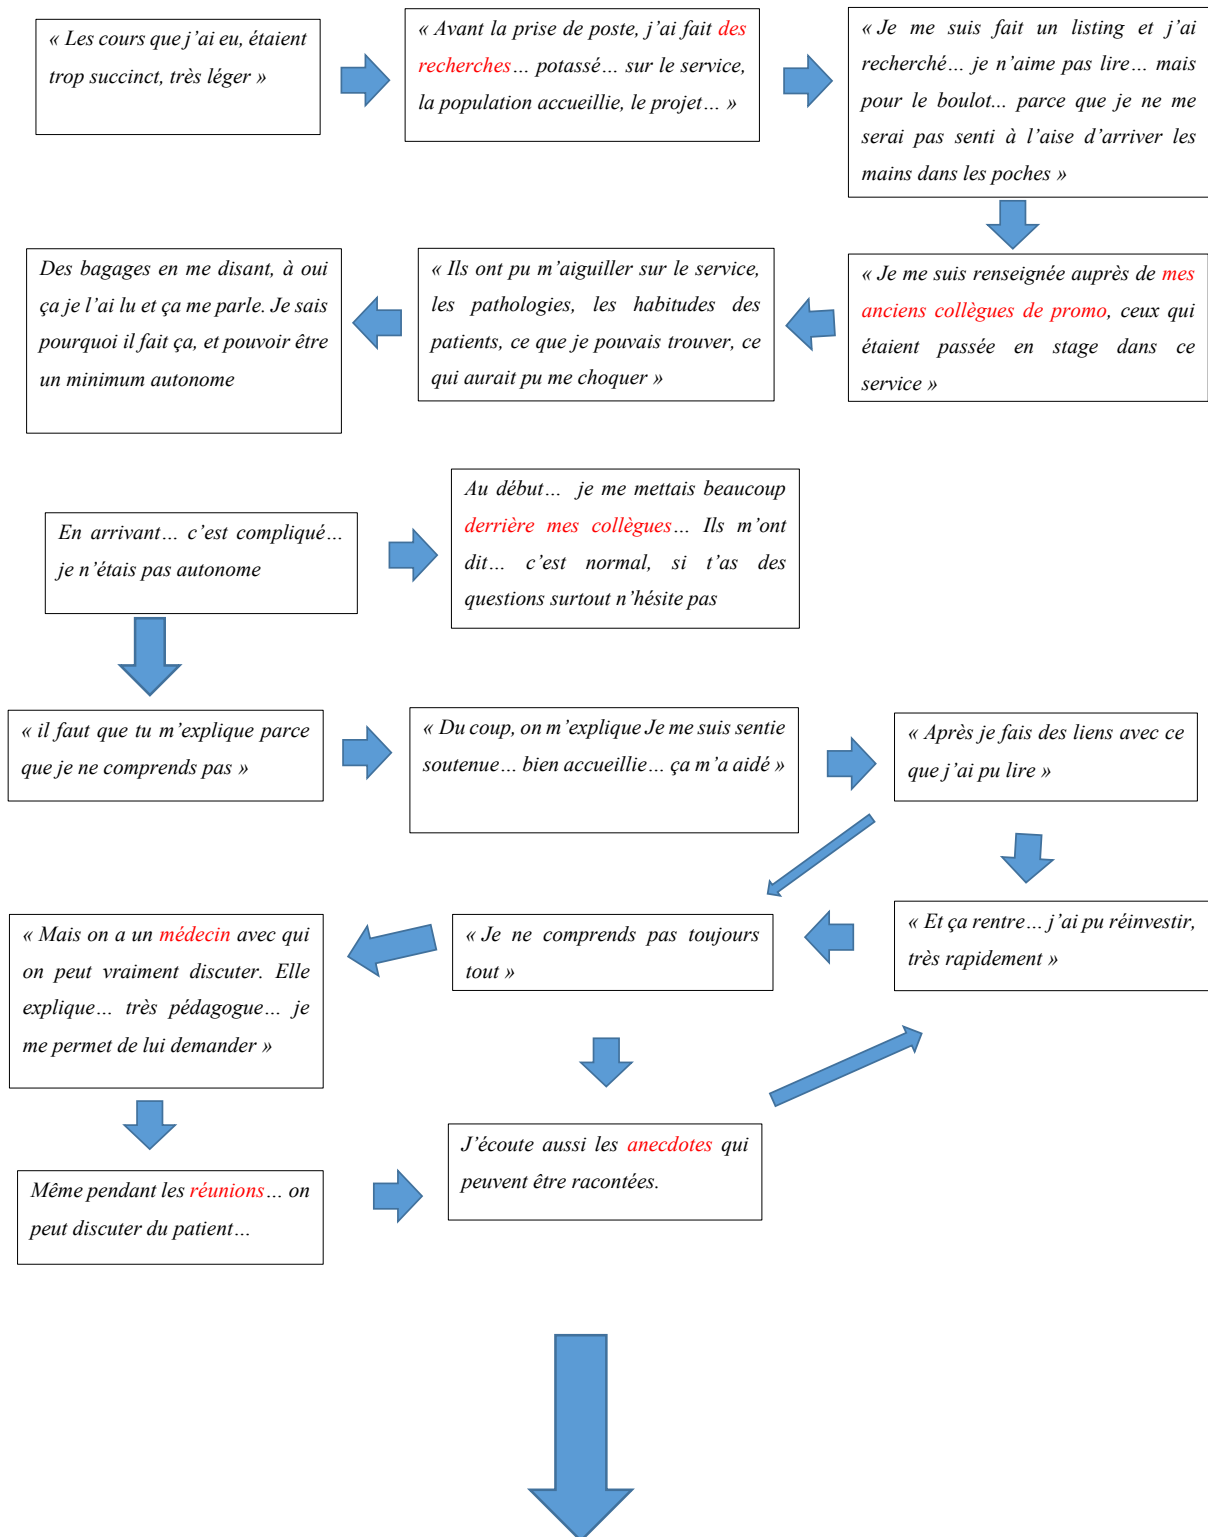 « Les cours que j’ai eu, étaient
trop succinct, très léger »
« Avant la prise de poste, j’ai fait des
recherches… potassé… sur le service,
la population accueillie, le projet… »
« Je me suis fait un listing et j’ai
recherché… je n’aime pas lire… mais
pour le boulot... parce que je ne me
serai pas senti à l’aise d’arriver les
mains dans les poches »
« Je me suis renseignée auprès de mes
anciens collègues de promo, ceux qui
étaient passée en stage dans ce
service »
« Ils ont pu m’aiguiller sur le service,
les pathologies, les habitudes des
patients, ce que je pouvais trouver, ce
qui aurait pu me choquer »
Des bagages en me disant, à oui
ça je l’ai lu et ça me parle. Je sais
pourquoi il fait ça, et pouvoir être
un minimum autonome
En arrivant… c’est compliqué…
je n’étais pas autonome
Au début… je me mettais beaucoup
derrière mes collègues… Ils m’ont
dit… c’est normal, si t’as des
questions surtout n’hésite pas
« il faut que tu m’explique parce
que je ne comprends pas »
« Du coup, on m’explique Je me suis sentie
soutenue… bien accueillie… ça m’a aidé »
« Après je fais des liens avec ce
que j’ai pu lire »
« Et ça rentre… j’ai pu réinvestir,
très rapidement »
« Je ne comprends pas toujours
tout »
« Mais on a un médecin avec qui
on peut vraiment discuter. Elle
explique… très pédagogue… je
me permet de lui demander »
Même pendant les réunions… on
peut discuter du patient…
J’écoute aussi les anecdotes qui
peuvent être racontées.